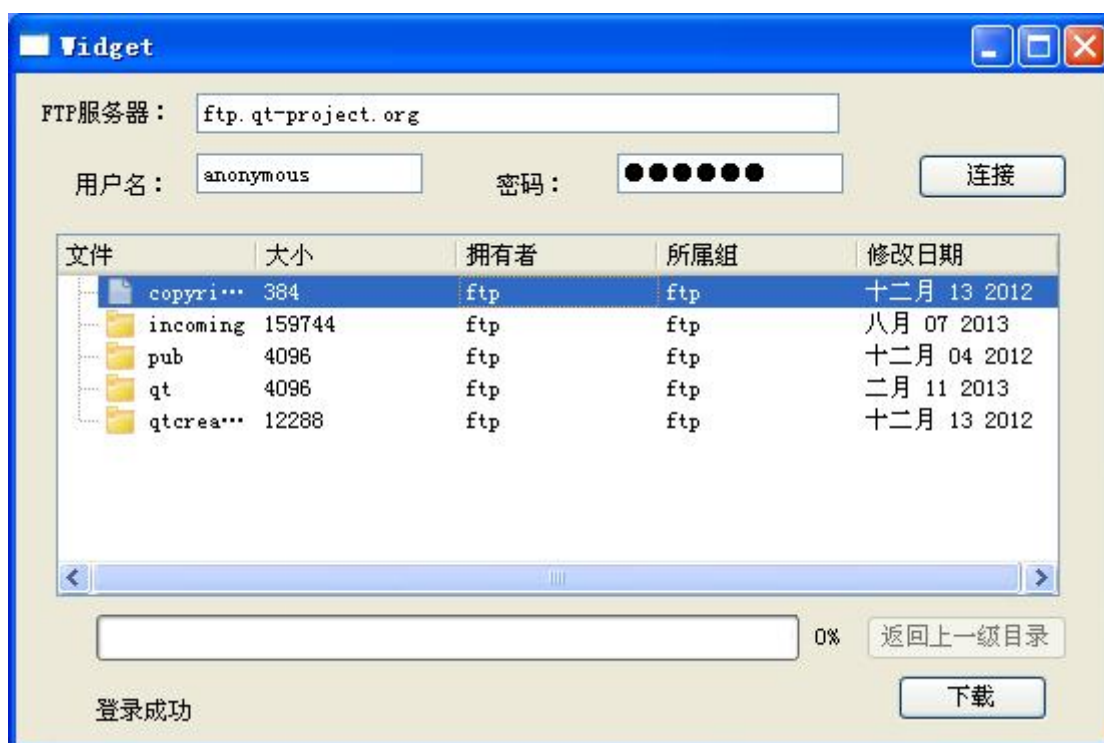 Widget
FTP服务器： ftp.qt-project.org
用户名： anonymous 密码： ●●●●●● 连接
文件 大小 拥有者 所属组 修改日期
copyri… 384 ftp ftp 十二月 13 2012
incoming 159744 ftp ftp 八月 07 2013
pub 4096 ftp ftp 十二月 04 2012
qt 4096 ftp ftp 二月 11 2013
qtcrea… 12288 ftp ftp 十二月 13 2012
0% 返回上一级目录
登录成功 下载